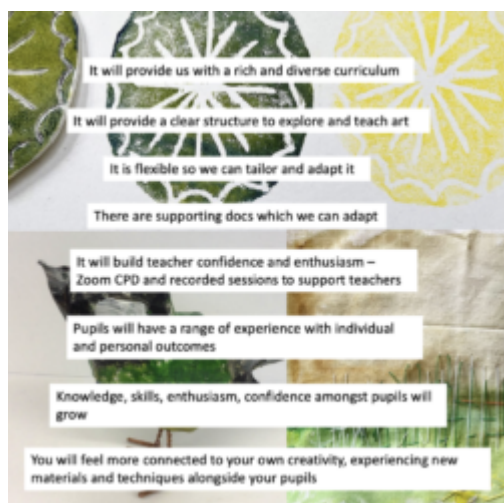 It will provide us with a rich and diverse curriculum
It will provide a clear structure to explore and teach art
It is flexible so we can tailor and adapt it
There are supporting docs which we can adapt
It will build teacher confidence and enthusiasm –
Zoom CPD and recorded sessions to support teachers
Pupils will have a range of experience with individual
and personal outcomes
Knowledge, skills, enthusiasm, confidence amongst pupils will
grow
You will feel more connected to your own creativity, experiencing new
materials and techniques alongside your pupils